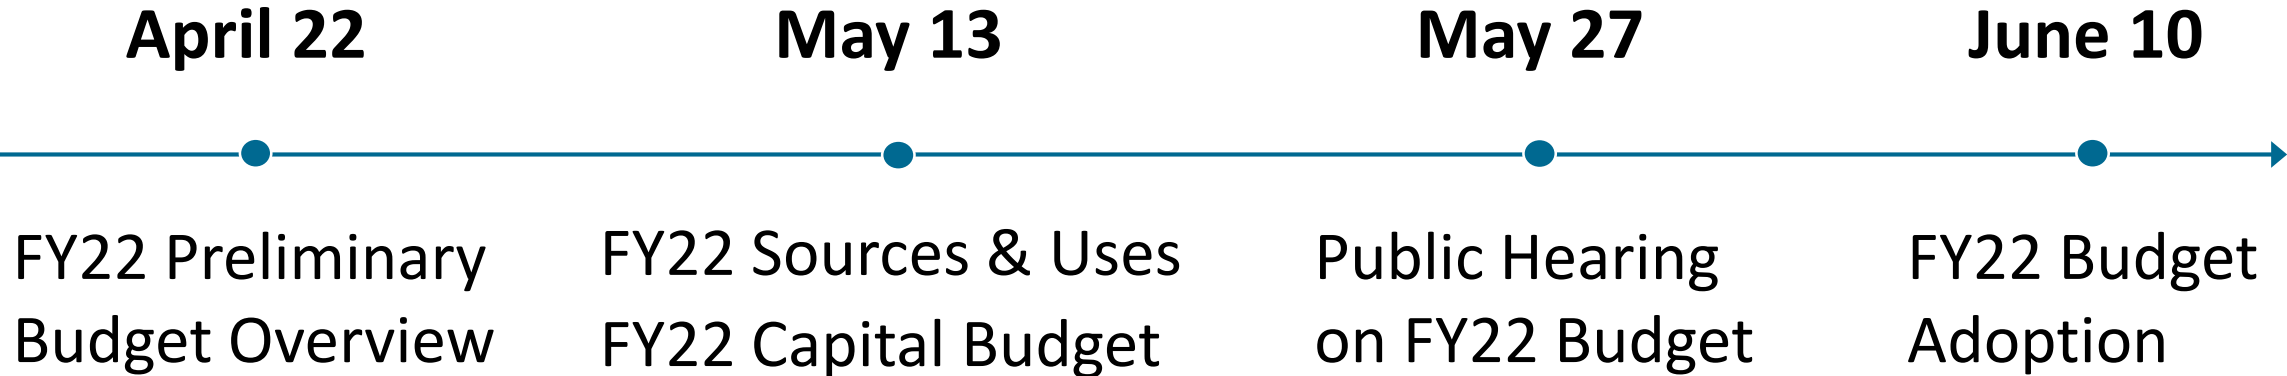 April 22
May 13
May 27
June 10
FY22 Preliminary
Budget Overview
FY22 Sources & Uses
FY22 Capital Budget
Public Hearing
on FY22 Budget
FY22 Budget
Adoption